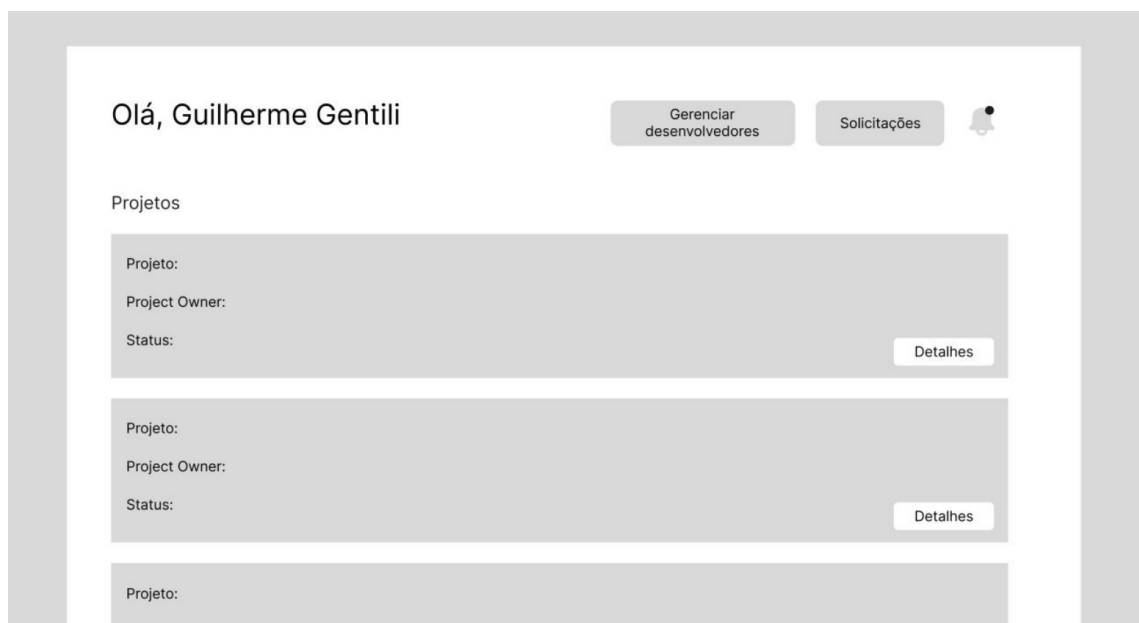 Olá, Guilherme Gentili
Gerenciar
desenvolvedores
Solicitações
Projetos
Projeto:
Project Owner:
Status:
Detalhes
Projeto:
Project Owner:
Status:
Detalhes
Projeto: